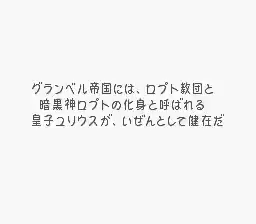 グランベル帝国には、ロプト教団と
暗黒神ロプトの化身と呼ばれる
皇子ユリウスが、いぜんとして健在だ